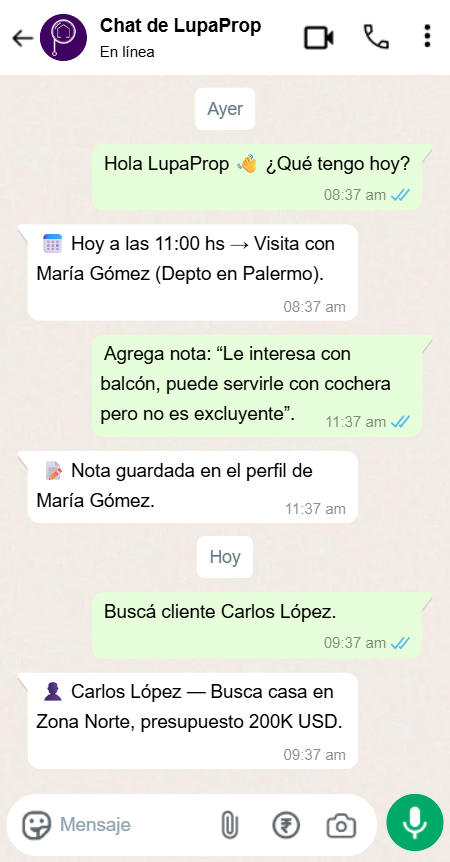 Chat de LupaProp
En línea
Ayer
Hola LupaProp 👋 ¿Qué tengo hoy?
08:37 am
📅 Hoy a las 11:00 hs → Visita con
María Gómez (Depto en Palermo).
08:37 am
Agrega nota: “Le interesa con
balcón, puede servirle con cochera
pero no es excluyente”.
11:37 am
📝 Nota guardada en el perfil de
María Gómez.
11:37 am
Hoy
Buscá cliente Carlos López.
09:37 am
👤 Carlos López — Busca casa en
Zona Norte, presupuesto 200K USD.
09:37 am
Mensaje
₹